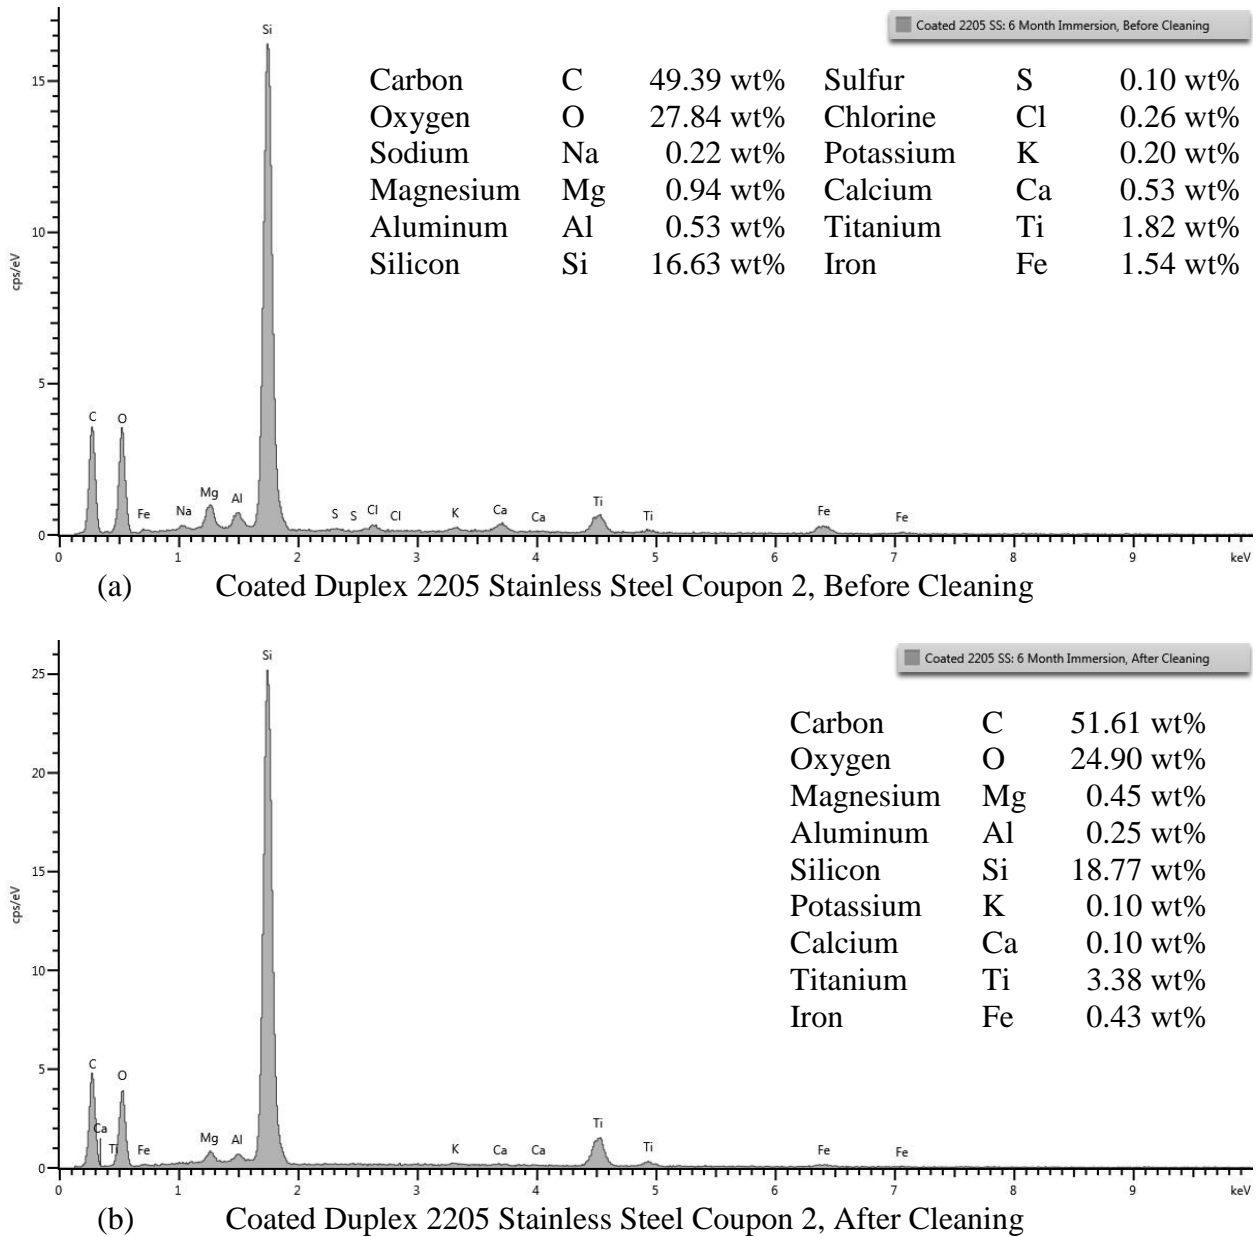 Si
Coated 2205 SS: 6 Month Immersion, Before Cleaning
15
10
5
0
cps/eV
Carbon C 49.39 wt% Sulfur S 0.10 wt%
Oxygen O 27.84 wt% Chlorine Cl 0.26 wt%
Sodium Na 0.22 wt% Potassium K 0.20 wt%
Magnesium Mg 0.94 wt% Calcium Ca 0.53 wt%
Aluminum Al 0.53 wt% Titanium Ti 1.82 wt%
Silicon Si 16.63 wt% Iron Fe 1.54 wt%
C O Fe Na Mg Al S S Cl Cl K Ca Ca Ti Ti Fe Fe
0 1 2 3 4 5 6 7 8 9 keV
(a) Coated Duplex 2205 Stainless Steel Coupon 2, Before Cleaning
Si
Coated 2205 SS: 6 Month Immersion, After Cleaning
25
20
15
10
5
0
cps/eV
Carbon C 51.61 wt%
Oxygen O 24.90 wt%
Magnesium Mg 0.45 wt%
Aluminum Al 0.25 wt%
Silicon Si 18.77 wt%
Potassium K 0.10 wt%
Calcium Ca 0.10 wt%
Titanium Ti 3.38 wt%
Iron Fe 0.43 wt%
C Ca Ti O Fe Mg Al K Ca Ca Ti Ti Fe Fe
0 1 2 3 4 5 6 7 8 9 keV
(b) Coated Duplex 2205 Stainless Steel Coupon 2, After Cleaning